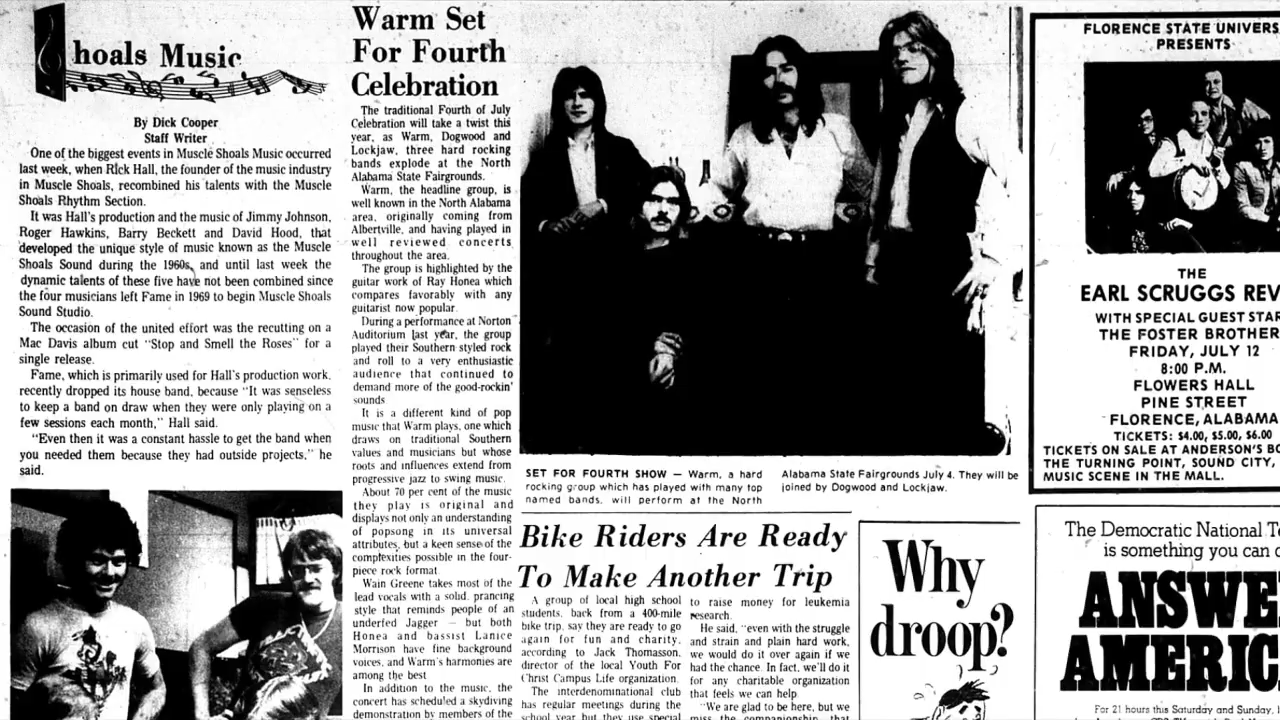 hoals Music
By Dick Cooper
Staff Writer
One of the biggest events in Muscle Shoals Music occurred
last week, when Rick Hall, the founder of the music industry
in Muscle Shoals, recombined his talents with the Muscle
Shoals Rhythm Section.
It was Hall's production and the music of Jimmy Johnson,
Roger Hawkins, Barry Beckett and David Hood, that
developed the unique style of music known as the Muscle
Shoals Sound during the 1960s, and until last week the
dynamic talents of these five have not been combined since
the four musicians left Fame in 1969 to begin Muscle Shoals
Sound Studio.
The occasion of the united effort was the recutting on a
Mac Davis album cut "Stop and Smell the Roses" for a
single release.
Fame, which is primarily used for Hall's production work,
recently dropped its house band, because "It was senseless
to keep a band on draw when they were only playing on a
few sessions each month," Hall said.
"Even then it was a constant hassle to get the band when
you needed them because they had outside projects," he
said.
Warm Set
For Fourth
Celebration
The traditional Fourth of July
Celebration will take a twist this
year, as Warm, Dogwood and
Lockjaw, three hard rocking
bands explode at the North
Alabama State Fairgrounds.
Warm, the headline group, is
well known in the North Alabama
area, originally coming from
Albertville, and having played in
well reviewed concerts
throughout the area.
The group is highlighted by the
guitar work of Ray Honea which
compares favorably with any
guitarist now popular.
During a performance at Norton
Auditorium last year, the group
played their Southern styled rock
and roll to a very enthusiastic
audience that continued to
demand more of the good-rockin'
sounds
It is a different kind of pop
music that Warm plays, one which
draws on traditional Southern
values and musicians but whose
roots and influences extend from
progressive jazz to swing music.
About 70 per cent of the music
they play is original and
displays not only an understanding
of popsong in its universal
attributes, but a keen sense of the
complexities possible in the four-
piece rock format
Wain Greene takes most of the
lead vocals with a solid, prancing
style that reminds people of an
underfed Jagger — but both
Honea and bassist Lanice
Morrison have fine background
voices, and Warm's harmonies are
among the best
In addition to the music, the
concert has scheduled a skydiving
demonstration by members of the
SET FOR FOURTH SHOW — Warm, a hard
rocking group which has played with many top
named bands, will perform at the North
Alabama State Fairgrounds July 4. They will be
joined by Dogwood and Lockjaw.
Bike Riders Are Ready
To Make Another Trip
A group of local high school
students, back from a 400-mile
bike trip, say they are ready to go
again for fun and charity,
according to Jack Thomasson,
director of the local Youth For
Christ Campus Life organization.
The interdenominational club
has regular meetings during the
school year but they use special
to raise money for leukemia
research.
He said, "even with the struggle
and strain and plain hard work,
we would do it over again if we
had the chance. In fact, we'll do it
for any charitable organization
that feels we can help
"We are glad to be here, but we
miss the companionship that
Why
droop?
FLORENCE STATE UNIVERS
PRESENTS
THE
EARL SCRUGGS REV
WITH SPECIAL GUEST STAR
THE FOSTER BROTHER
FRIDAY, JULY 12
8:00 P.M.
FLOWERS HALL
PINE STREET
FLORENCE, ALABAMA
TICKETS: $4.00, $5.00, $6.00
TICKETS ON SALE AT ANDERSON'S BO
THE TURNING POINT, SOUND CITY,
MUSIC SCENE IN THE MALL.
The Democratic National Te
is something you can
ANSWE
AMERIC
For 21 hours this Saturday and Sunday,